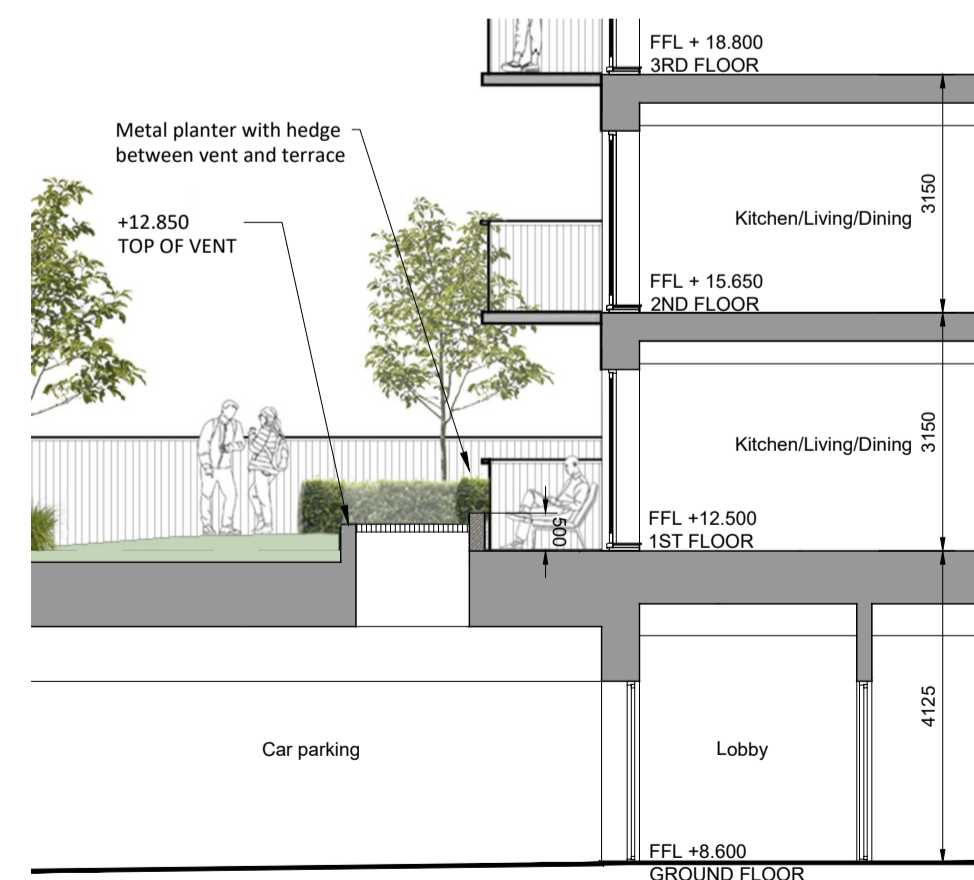 FFL + 18.800
3RD FLOOR
Metal planter with hedge
between vent and terrace
3150
Kitchen/Living/Dining
+12.850
TOP OF VENT
FFL + 15.650
2ND FLOOR
3150
Kitchen/Living/Dining
500
FFL +12.500
1ST FLOOR
4125
Car parking
Lobby
FFL +8.600
GROUND FLOOR